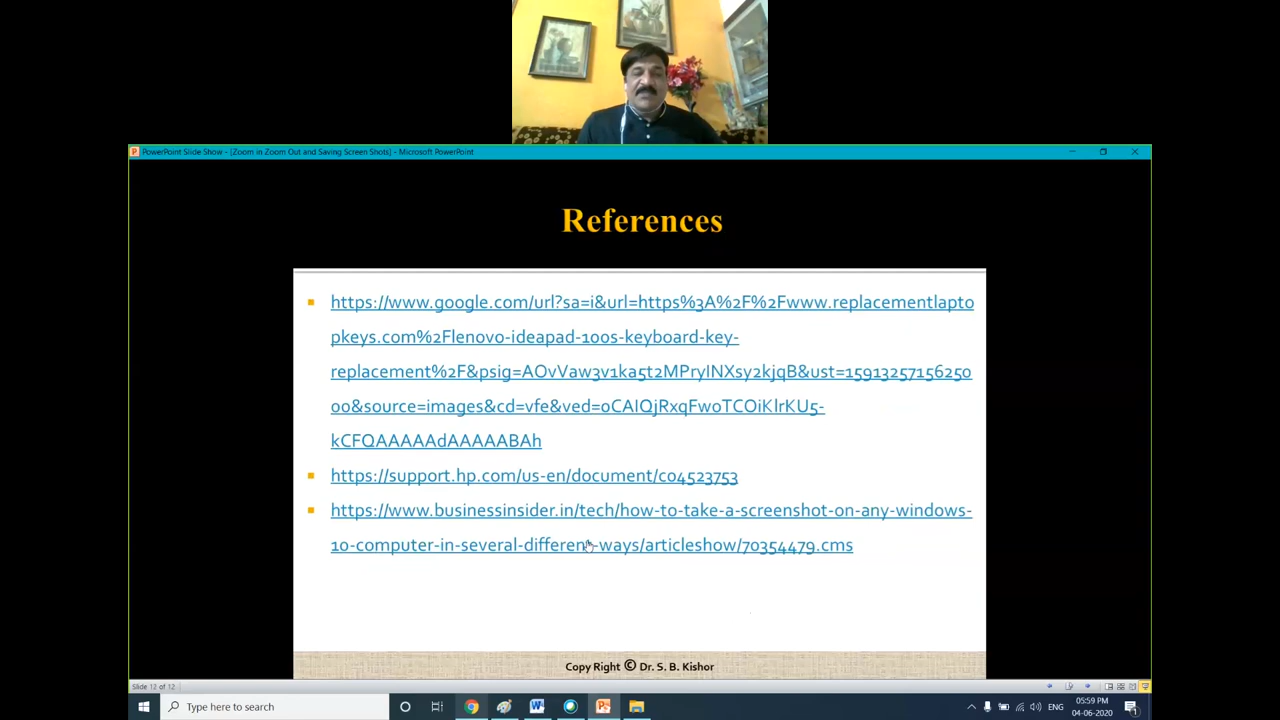 PowerPoint Slide Show - [Zoom in Zoom Out and Saving Screen Shots] - Microsoft PowerPoint
References
https://www.google.com/url?sa=i&url=https%3A%2F%2Fwww.replacementlapto
pkeys.com%2Flenovo-ideapad-100s-keyboard-key-
replacement%2F&psig=AOvVaw3v1ka5t2MPryINXsy2kjqB&ust=15913257156250
00&source=images&cd=vfe&ved=0CAIQjRxqFwoTCOiKlrKU5-
kCFQAAAAAdAAAAABAh
https://support.hp.com/us-en/document/c04523753
https://www.businessinsider.in/tech/how-to-take-a-screenshot-on-any-windows-
10-computer-in-several-different-ways/articleshow/70354479.cms
Copy Right © Dr. S. B. Kishor
Slide 12 of 12
Type here to search
ENG
05:59 PM
04-06-2020